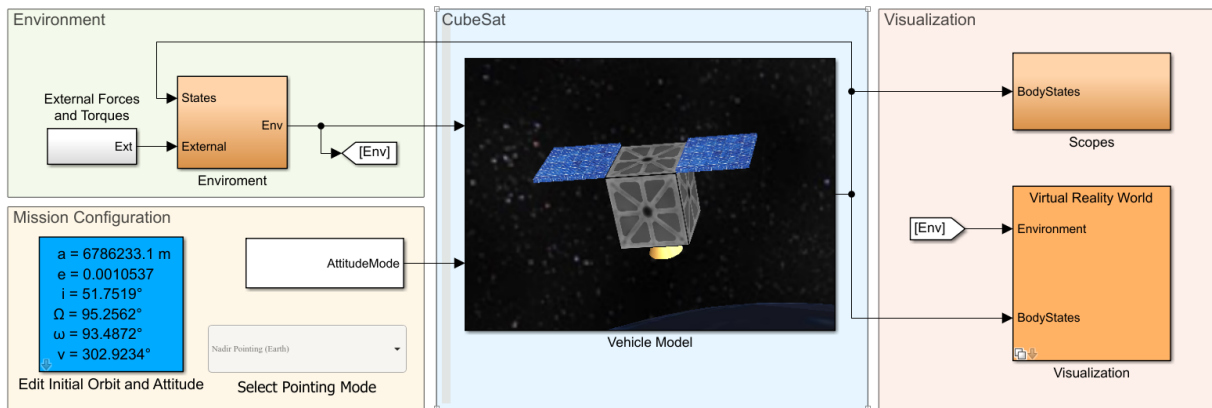 Environment
External Forces
and Torques
Ext
States
Env
External
Enviroment
[Env]
Mission Configuration
a = 6786233.1 m
e = 0.0010537
i = 51.7519°
Ω = 95.2562°
ω = 93.4872°
v = 302.9234°
Edit Initial Orbit and Attitude
AttitudeMode
Nadir Pointing (Earth)
Select Pointing Mode
CubeSat
Vehicle Model
Visualization
BodyStates
Scopes
Virtual Reality World
[Env]
Environment
BodyStates
Visualization